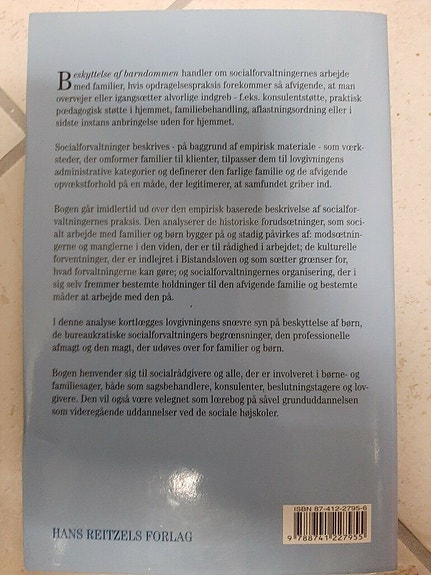 Beskyttelse af barndommen handler om socialforvaltningernes arbejde
med familier, hvis opdragelsespraksis forekommer så afvigende, at man
overvejer eller igangsætter alvorlige indgreb - f.eks. konsulentstøtte, praktisk
pædagogisk støtte i hjemmet, familiebehandling, aflastningsordning eller i
sidste instans anbringelse uden for hjemmet.
Socialforvaltninger beskrives - på baggrund af empirisk materiale - som værk-
steder, der omformer familier til klienter, tilpasser dem til lovgivningens
administrative kategorier og definerer den farlige familie og de afvigende
opvækstforhold på en måde, der legitimerer, at samfundet griber ind.
Bogen går imidlertid ud over den empirisk baserede beskrivelse af socialfor-
valtningernes praksis. Den analyserer de historiske forudsætninger, som soci-
alt arbejde med familier og børn bygger på og stadig påvirkes af: modsætnin-
gerne og manglerne i den viden, der er til rådighed i arbejdet; de kulturelle
forventninger, der er indlejret i Bistandsloven og som sætter grænser for,
hvad forvaltningerne kan gøre; og socialforvaltningernes organisering, der i
sig selv fremmer bestemte holdninger til den afvigende familie og bestemte
måder at arbejde med den på.
I denne analyse kortlægges lovgivningens snævre syn på beskyttelse af børn,
de bureaukratiske socialforvaltningers begrænsninger, den professionelle
afmagt og den magt, der udøves over for familier og børn.
Bogen henvender sig til socialrådgivere og alle, der er involveret i børne- og
familiesager, både som sagsbehandlere, konsulenter, beslutningstagere og lov-
givere. Den vil også være velegnet som lærebog på såvel grunduddannelsen
som videregående uddannelser ved de sociale højskoler.
ISBN 87-412-2795-6
9 788741 227955
HANS REITZELS FORLAG